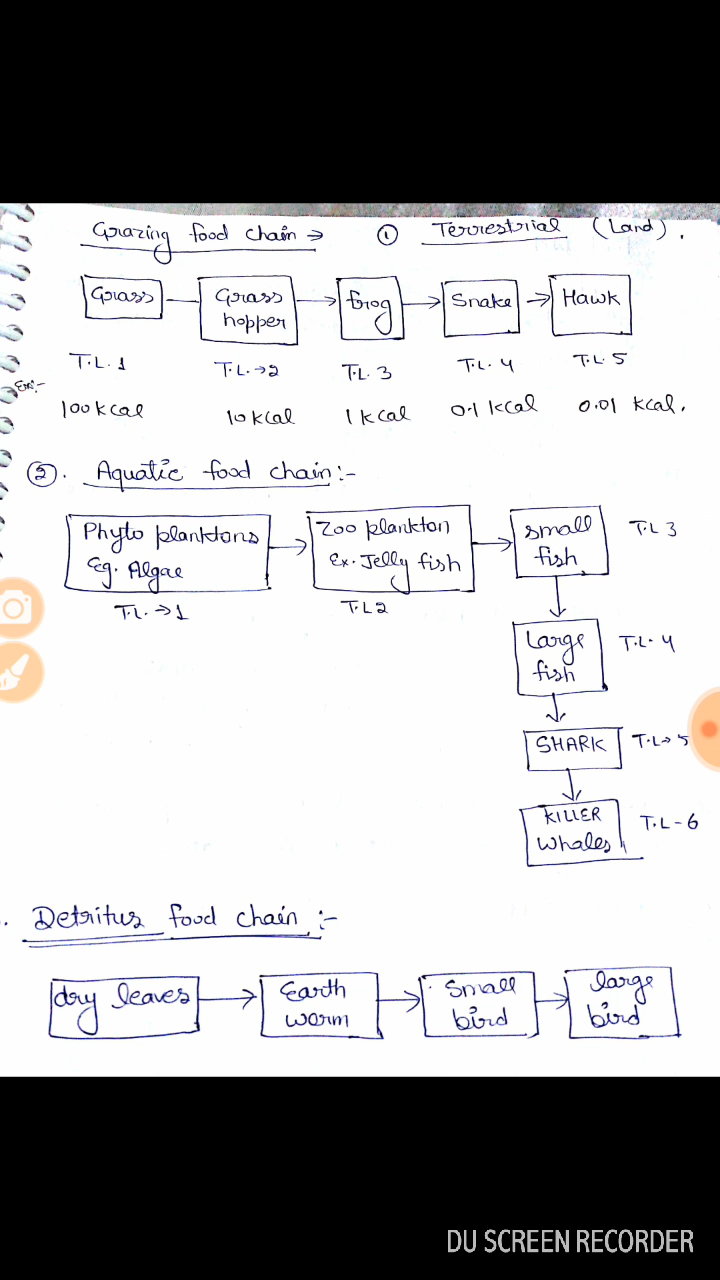 Grazing food chain → ① Terrestrial (Land).
Grass — Grass hopper → frog → Snake → Hawk
T.L. 1 T.L. →2 T.L. 3 T.L. 4 T.L. 5
Ex:-
100 kcal 10 kcal 1 kcal 0.1 kcal 0.01 kcal.
②. Aquatic food chain:-
Phyto planktons → Zoo plankton → small fish T.L 3
Eg. Algae Ex. Jelly fish
T.L. →1 T.L 2
Large fish T.L. 4
SHARK T.L→ 5
KILLER whales T.L - 6
. Detritus food chain :-
dry leaves → Earth worm → Small bird → large bird
DU SCREEN RECORDER